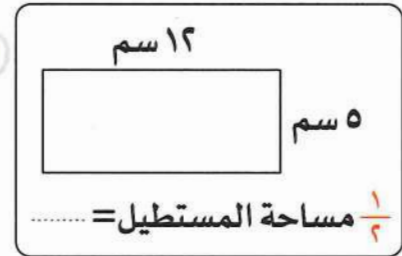 ١٢ سم
٥ سم
١/٢ مساحة المستطيل = ........